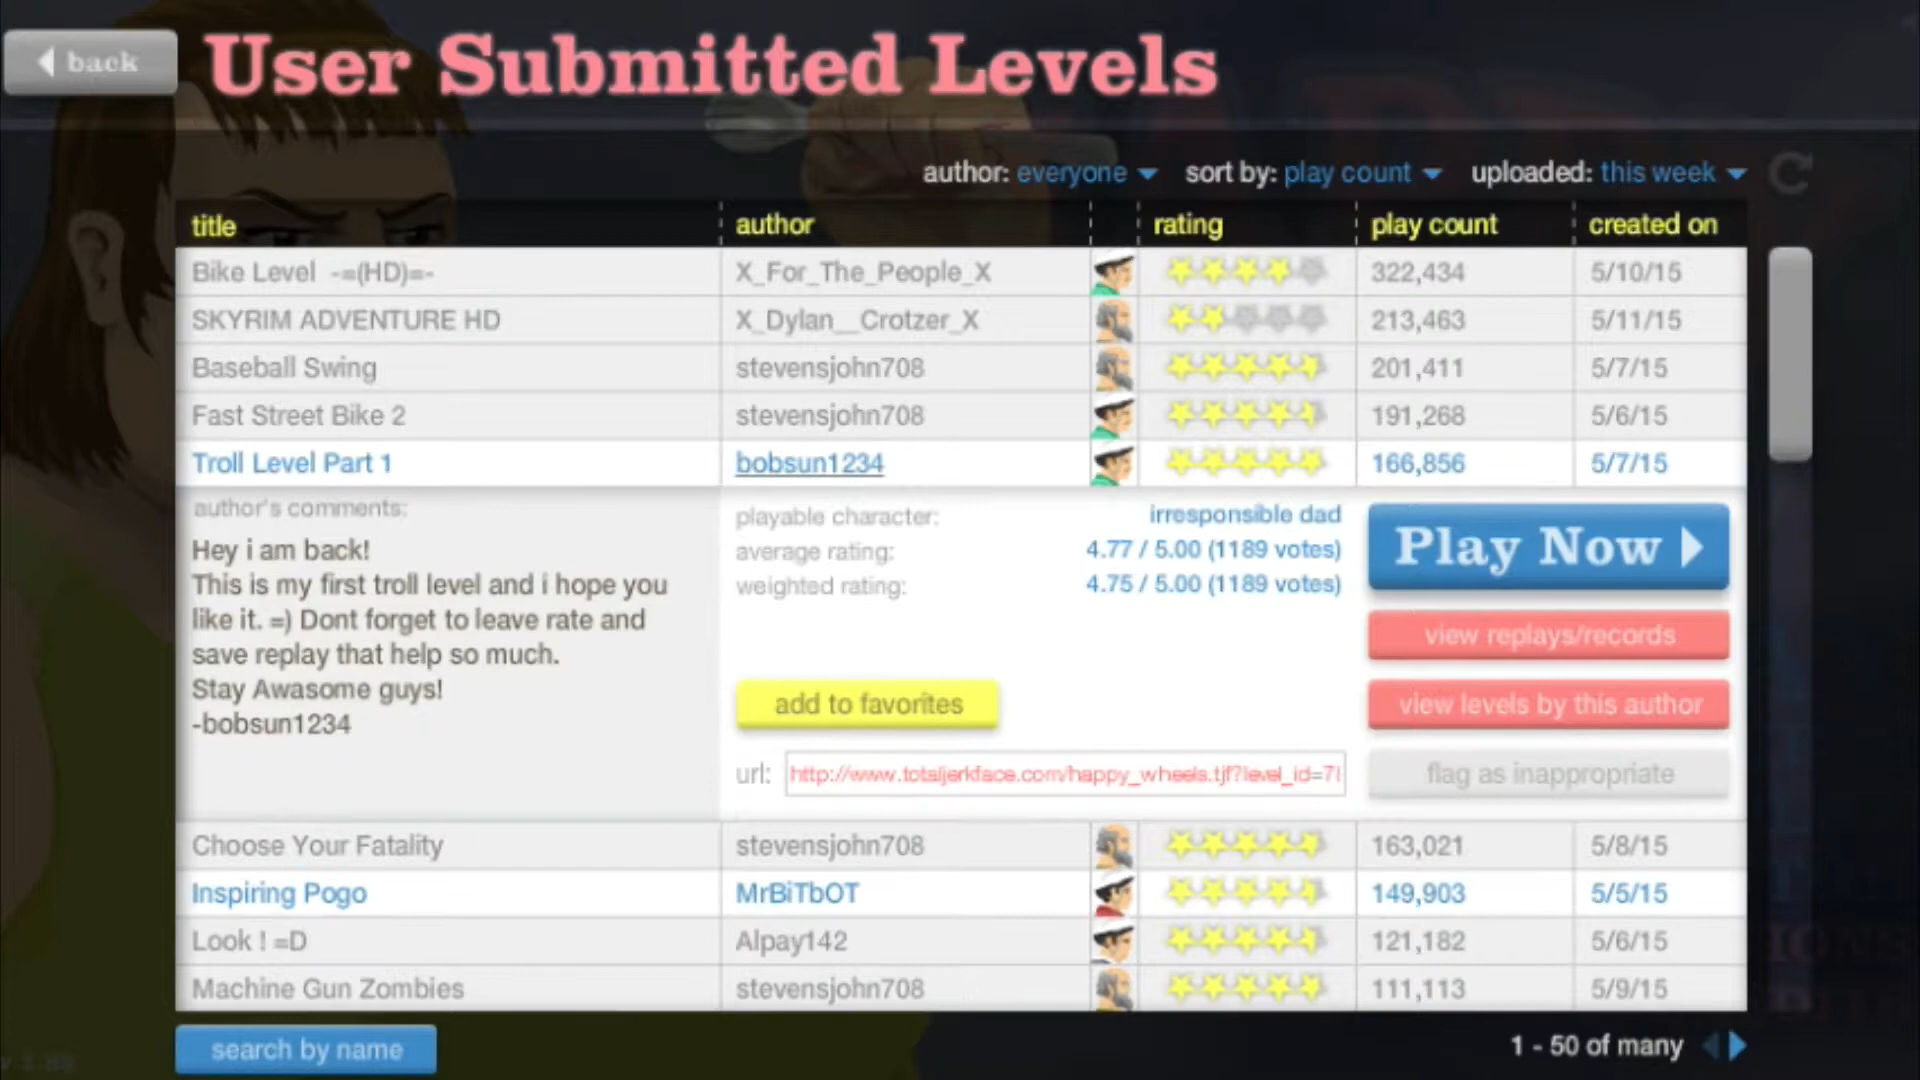 back
User Submitted Levels
author: everyone sort by: play count uploaded: this week
title author rating play count created on
Bike Level -=(HD)=- X_For_The_People_X 322,434 5/10/15
SKYRIM ADVENTURE HD X_Dylan__Crotzer_X 213,463 5/11/15
Baseball Swing stevensjohn708 201,411 5/7/15
Fast Street Bike 2 stevensjohn708 191,268 5/6/15
Troll Level Part 1 bobsun1234 166,856 5/7/15
author's comments:
Hey i am back!
This is my first troll level and i hope you
like it. =) Dont forget to leave rate and
save replay that help so much.
Stay Awasome guys!
-bobsun1234
playable character: irresponsible dad
average rating: 4.77 / 5.00 (1189 votes)
weighted rating: 4.75 / 5.00 (1189 votes)
add to favorites
url: http://www.totaljerkface.com/happy_wheels.tjf?level_id=7
Play Now
view replays/records
view levels by this author
flag as inappropriate
Choose Your Fatality stevensjohn708 163,021 5/8/15
Inspiring Pogo MrBiTbOT 149,903 5/5/15
Look ! =D Alpay142 121,182 5/6/15
Machine Gun Zombies stevensjohn708 111,113 5/9/15
search by name
1 - 50 of many